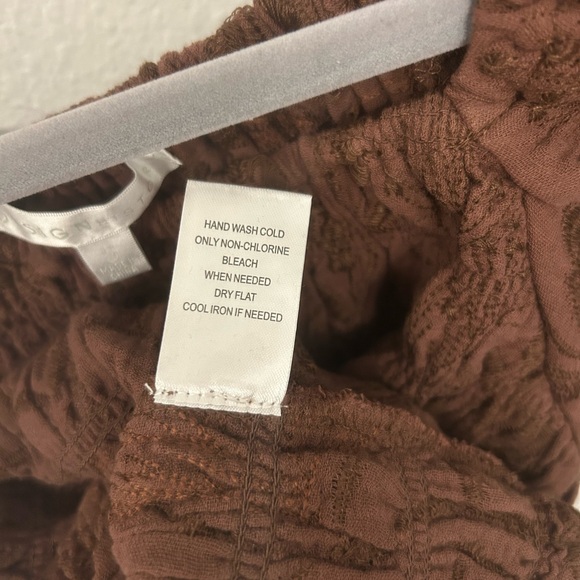 HAND WASH COLD
ONLY NON-CHLORINE
BLEACH
WHEN NEEDED
DRY FLAT
COOL IRON IF NEEDED